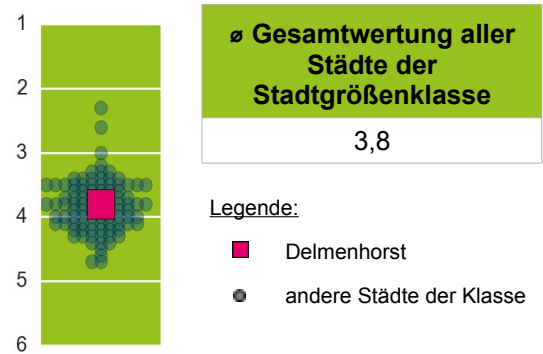 1
2
3
4
5
6
ø Gesamtwertung aller
Städte der
Stadtgrößenklasse
3,8
Legende:
Delmenhorst
andere Städte der Klasse